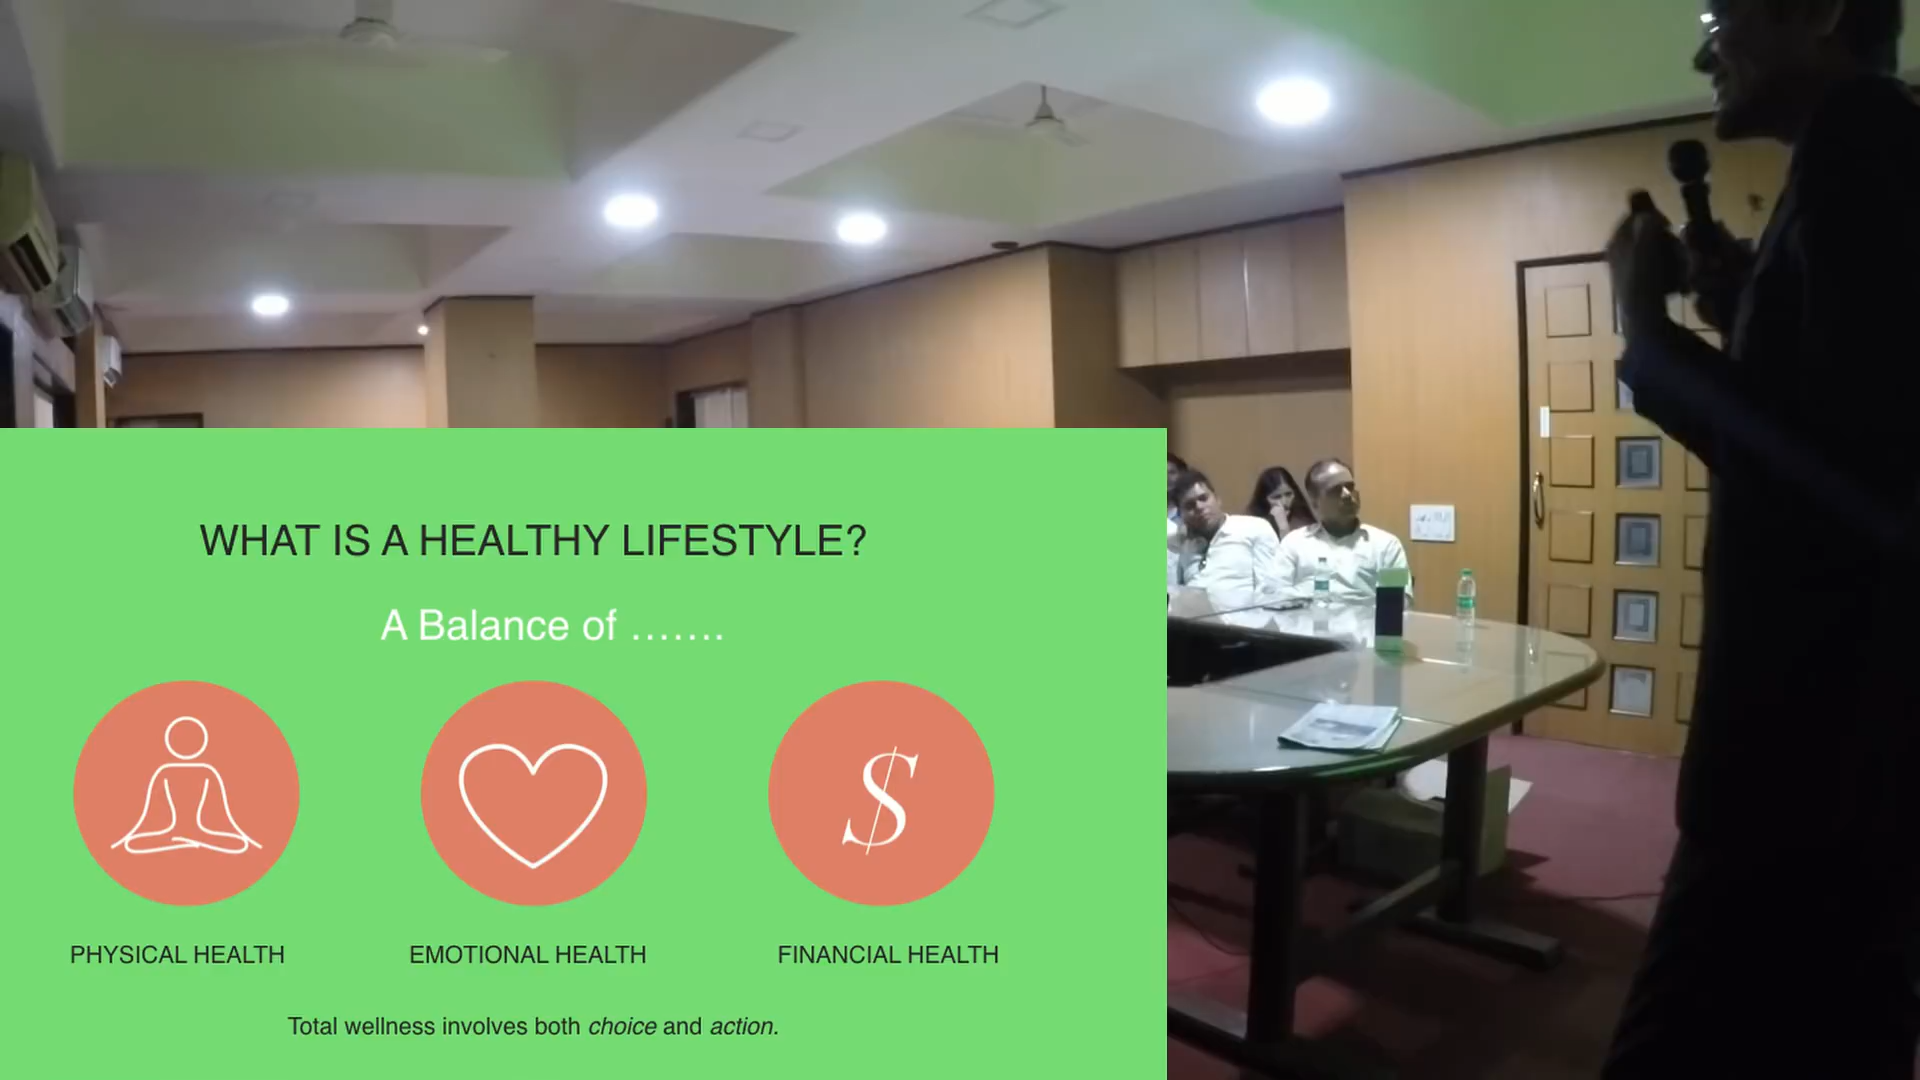 WHAT IS A HEALTHY LIFESTYLE?
A Balance of .......
PHYSICAL HEALTH
EMOTIONAL HEALTH
FINANCIAL HEALTH
Total wellness involves both choice and action.